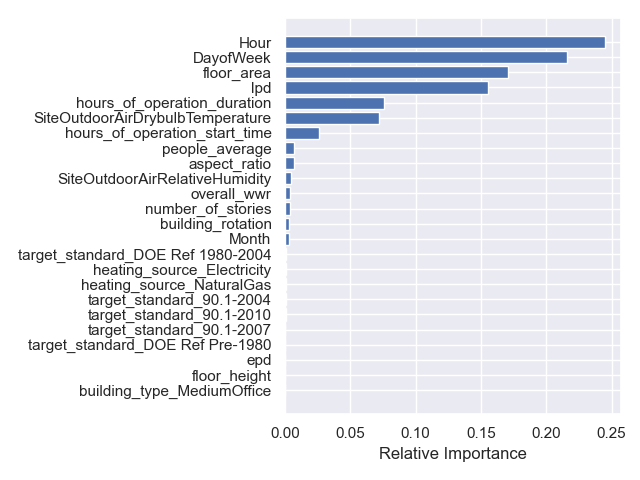 Hour
DayofWeek
floor_area
lpd
hours_of_operation_duration
SiteOutdoorAirDrybulbTemperature
hours_of_operation_start_time
people_average
aspect_ratio
SiteOutdoorAirRelativeHumidity
overall_wwr
number_of_stories
building_rotation
Month
target_standard_DOE Ref 1980-2004
heating_source_Electricity
heating_source_NaturalGas
target_standard_90.1-2004
target_standard_90.1-2010
target_standard_90.1-2007
target_standard_DOE Ref Pre-1980
epd
floor_height
building_type_MediumOffice
0.00 0.05 0.10 0.15 0.20 0.25
Relative Importance